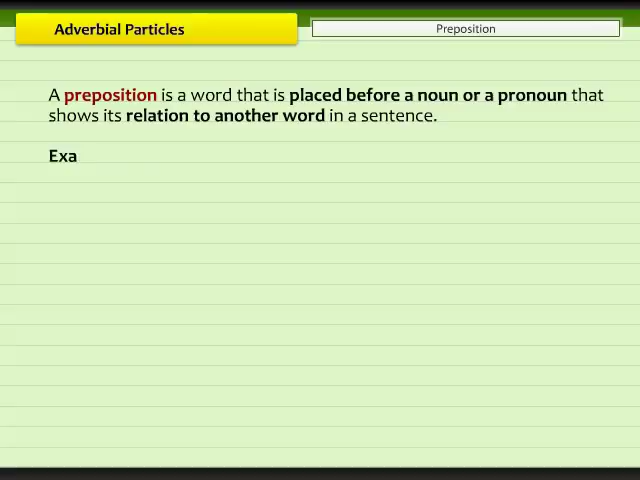 Adverbial Particles
Preposition
A preposition is a word that is placed before a noun or a pronoun that
shows its relation to another word in a sentence.
Exa